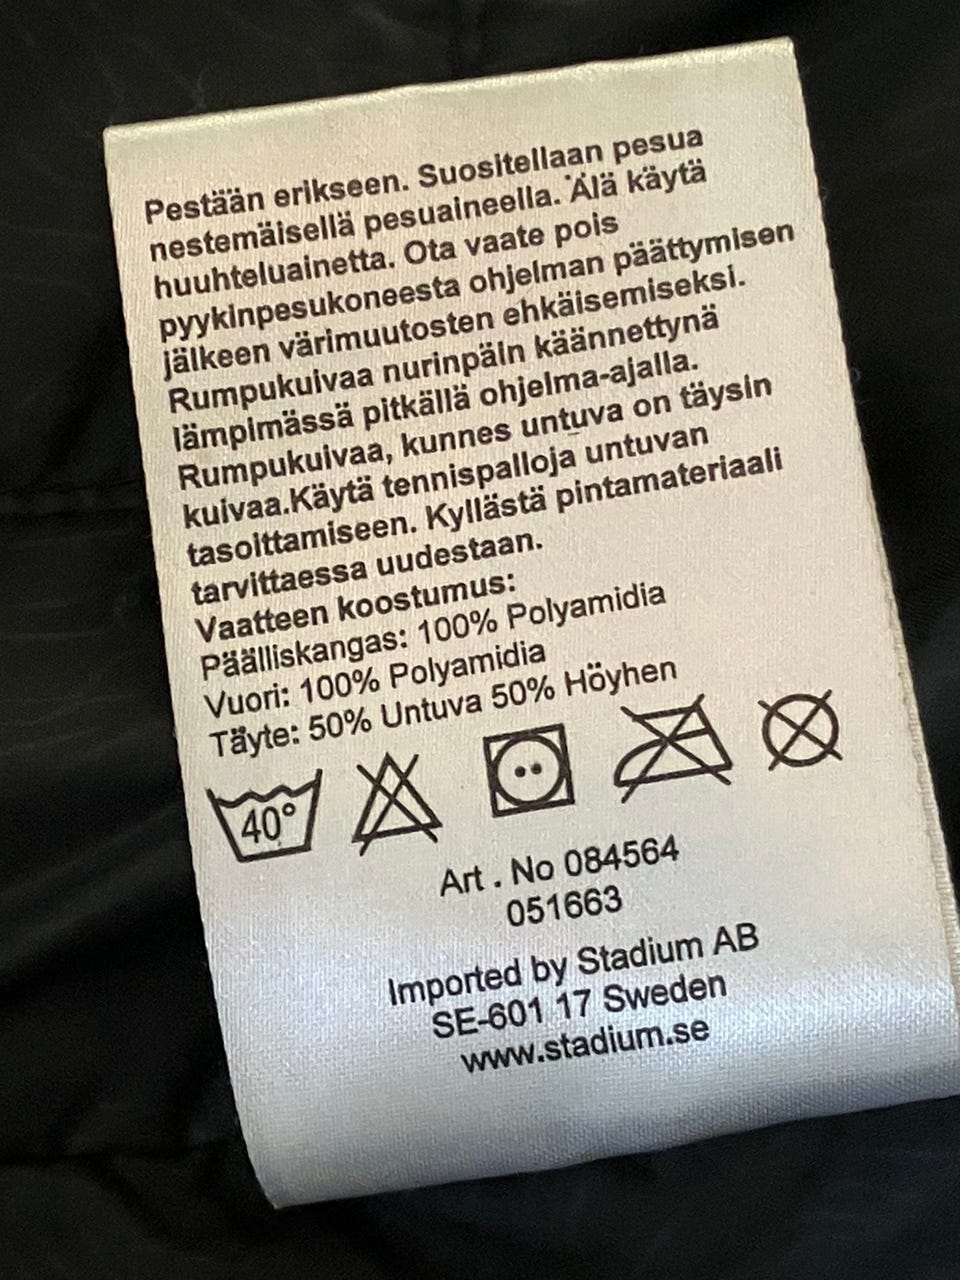 Pestään erikseen. Suositellaan pesua
nestemäisellä pesuaineella. Älä käytä
huuhteluainetta. Ota vaate pois
pyykinpesukoneesta ohjelman päättymisen
jälkeen värimuutosten ehkäisemiseksi.
Rumpukuivaa nurinpäin käännettynä
lämpimässä pitkällä ohjelma-ajalla.
Rumpukuivaa, kunnes untuva on täysin
kuivaa.Käytä tennispalloja untuvan
tasoittamiseen. Kyllästä pintamateriaali
tarvittaessa uudestaan.
Vaatteen koostumus:
Päälliskangas: 100% Polyamidia
Vuori: 100% Polyamidia
Täyte: 50% Untuva 50% Höyhen
40°
Art . No 084564
051663
Imported by Stadium AB
SE-601 17 Sweden
www.stadium.se